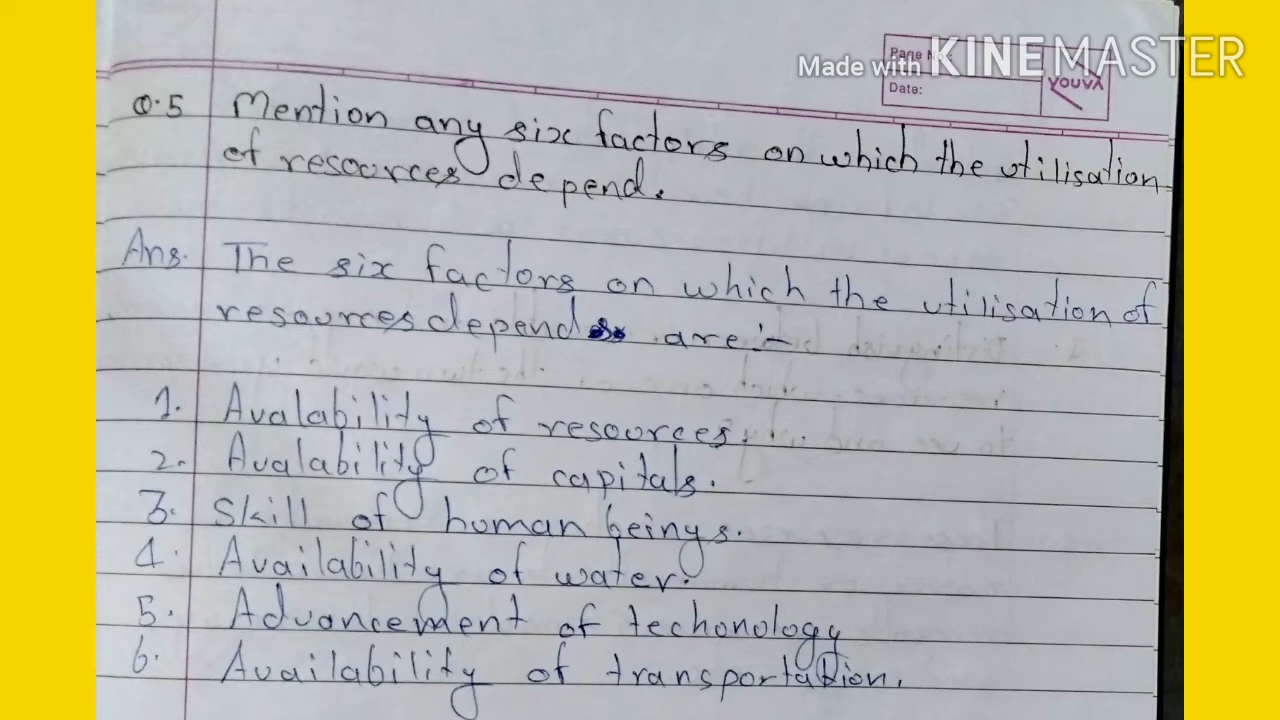 Made with KINEMASTER
Page N
Date:
youva
Q.5 Mention any six factors on which the utilisation
of resources depend.
Ans. The six factors on which the utilisation of
resources depend are:-
1. Avalability of resources.
2. Avalability of capitals.
3. Skill of human beings.
4. Availability of water.
5. Advancement of techonology
6. Availability of transportation.